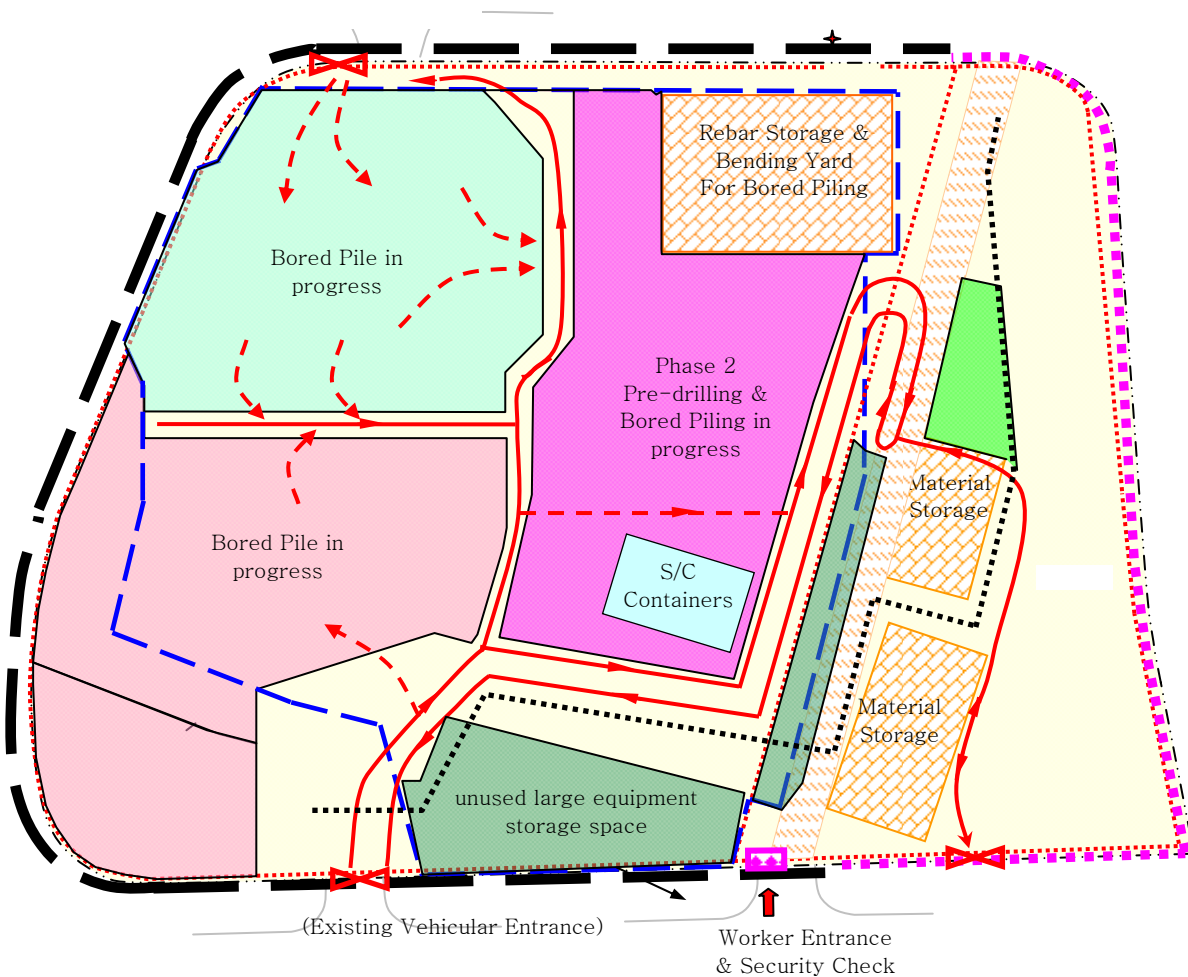 Rebar Storage &
Bending Yard
For Bored Piling
Bored Pile in
progress
Phase 2
Pre-drilling &
Bored Piling in
progress
Material
Storage
Bored Pile in
progress
S/C
Containers
Material
Storage
unused large equipment
storage space
(Existing Vehicular Entrance)
Worker Entrance
& Security Check